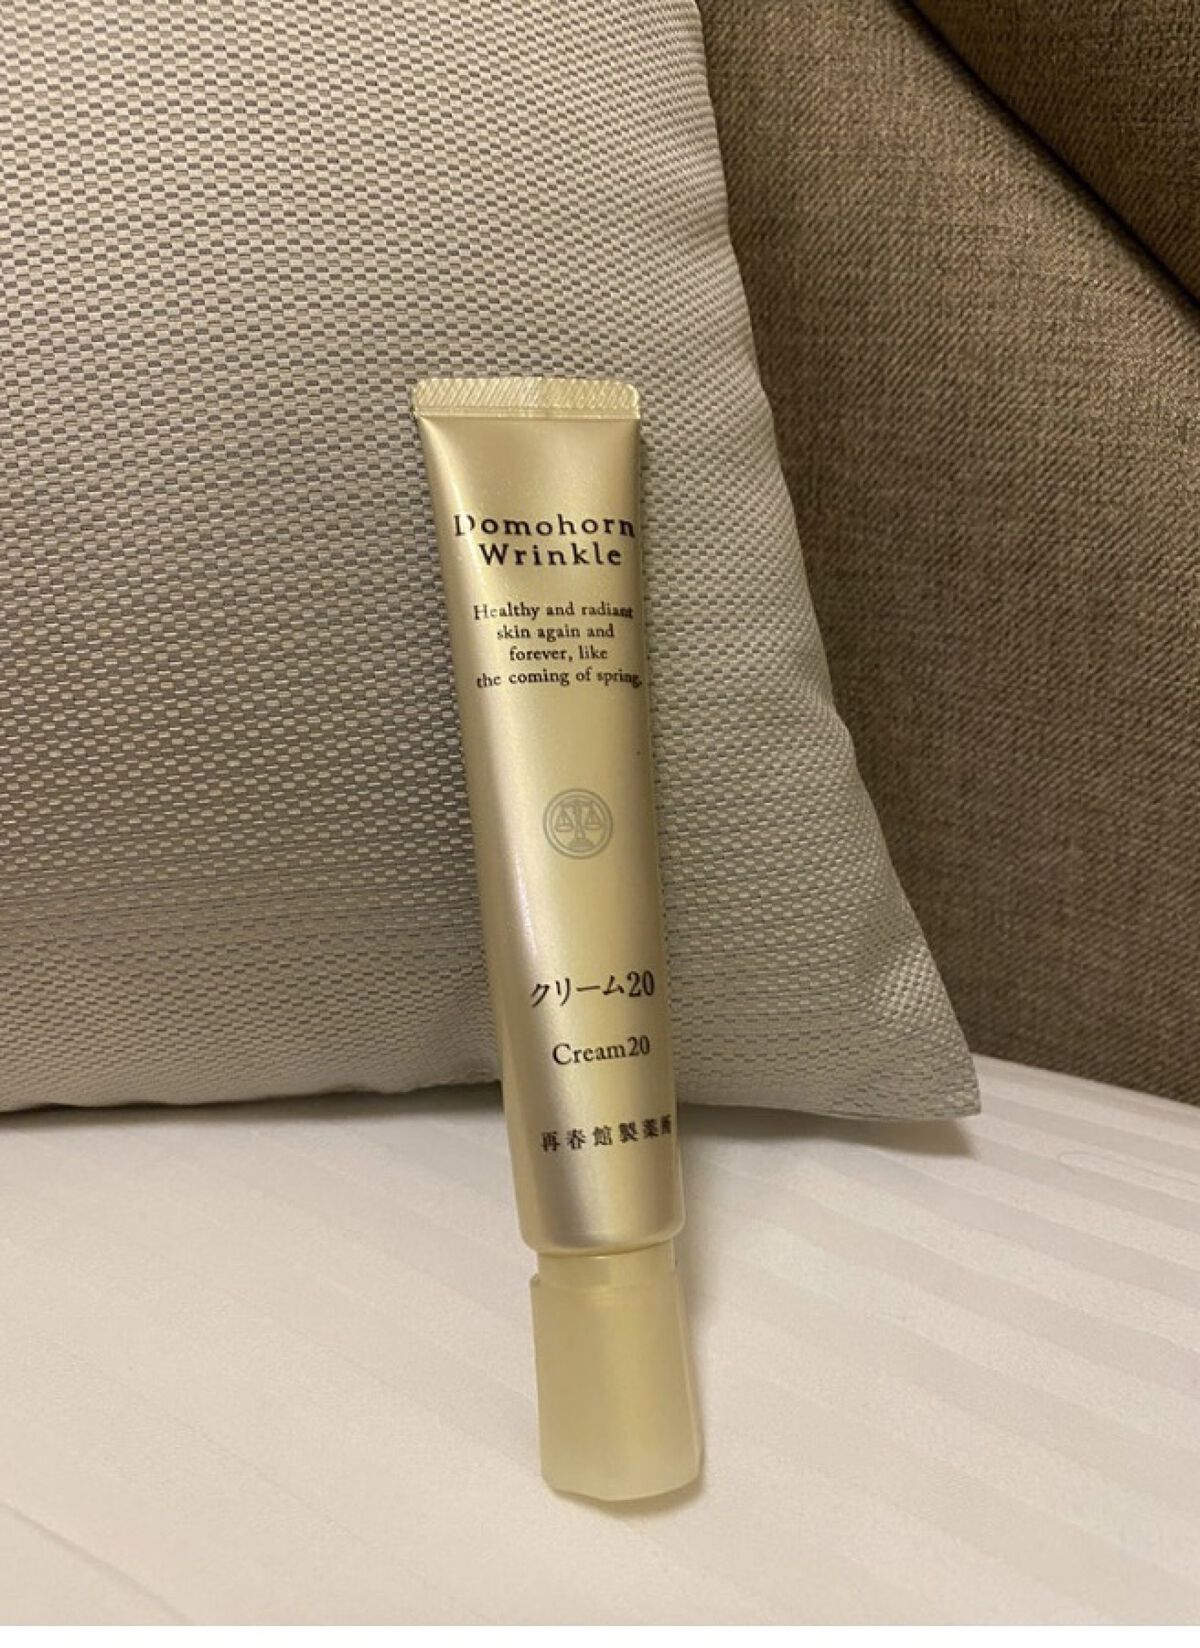 Domohorn
Wrinkle
Healthy and radiant
skin again and
forever, like
the coming of spring.
クリーム20
Cream20
再春館製薬所